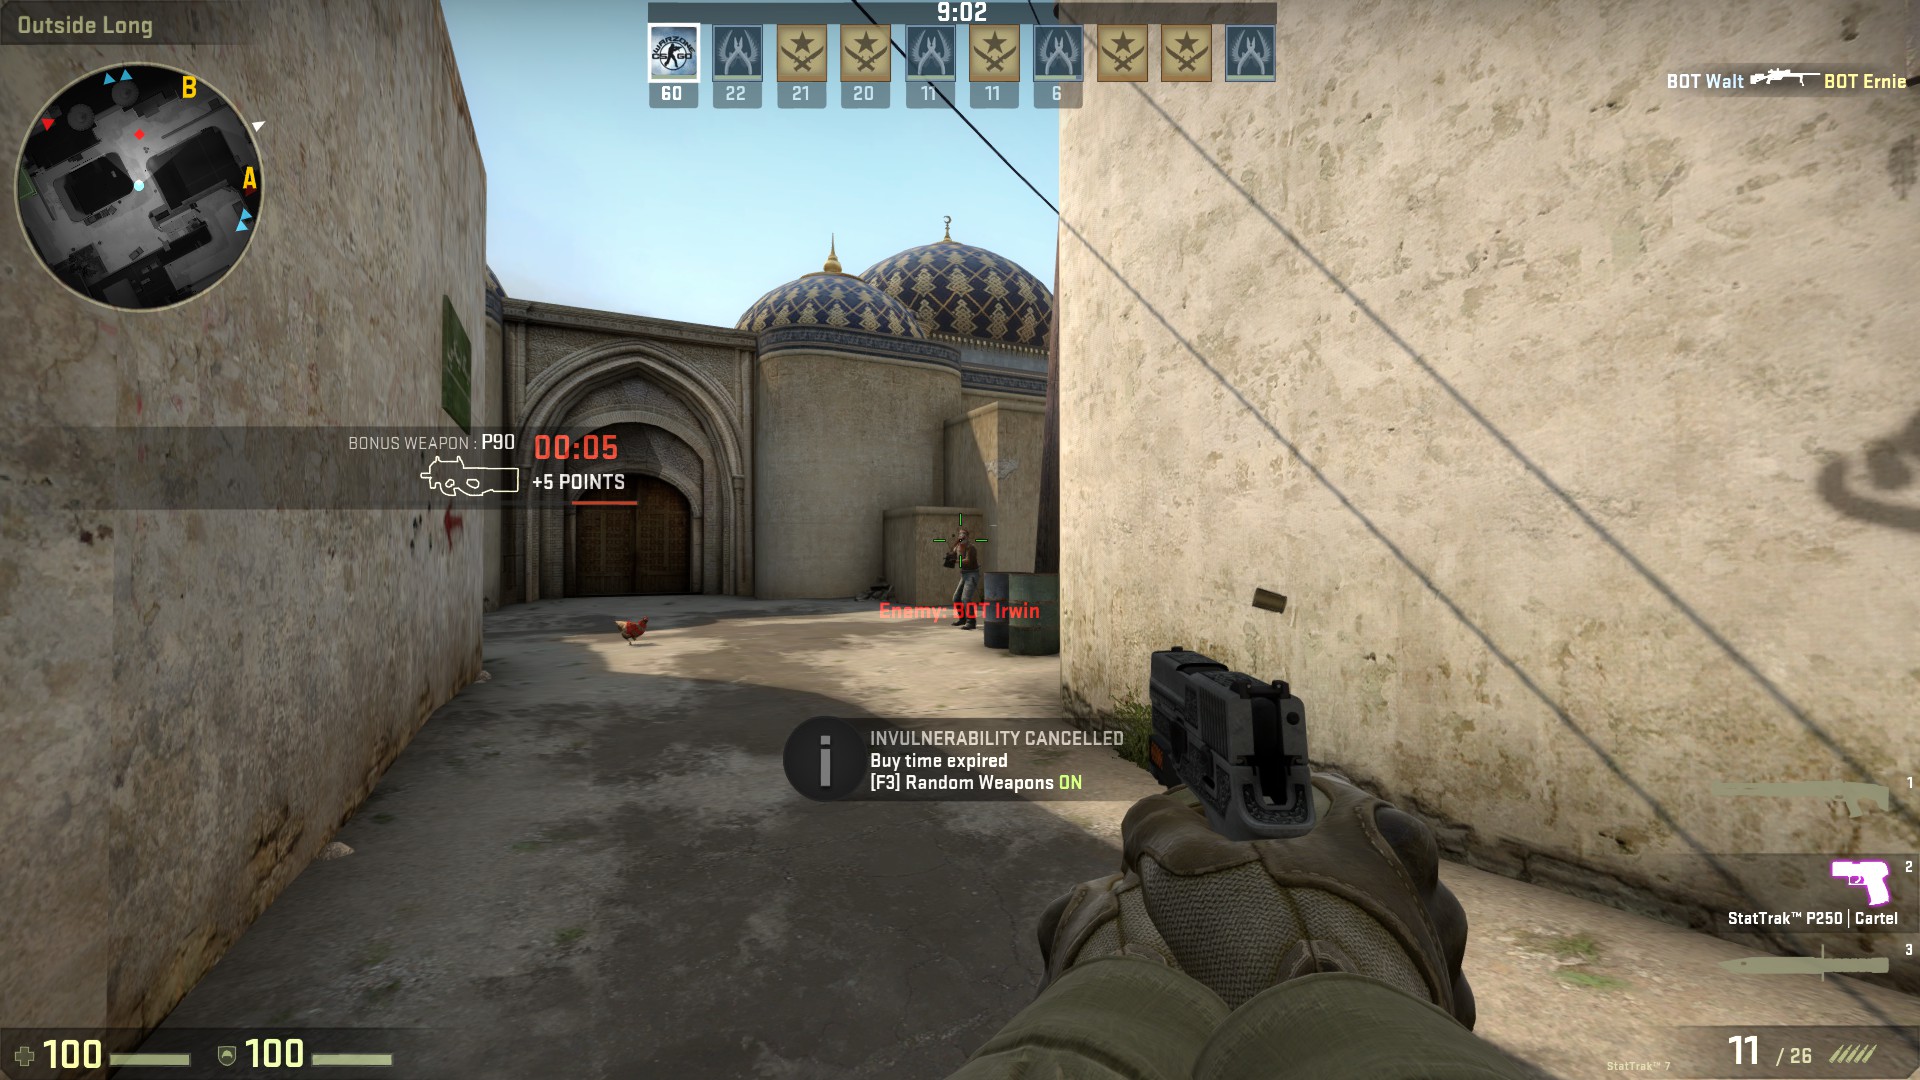 Outside Long
9:02
B
A
60
22
21
20
11
11
6
BOT Walt BOT Ernie
BONUS WEAPON : P90
00:05
+5 POINTS
Enemy: BOT Irwin
INVULNERABILITY CANCELLED
Buy time expired
[F3] Random Weapons ON
1
2
StatTrak™ P250 | Cartel
3
100
100
11 / 26
StatTrak™ 7